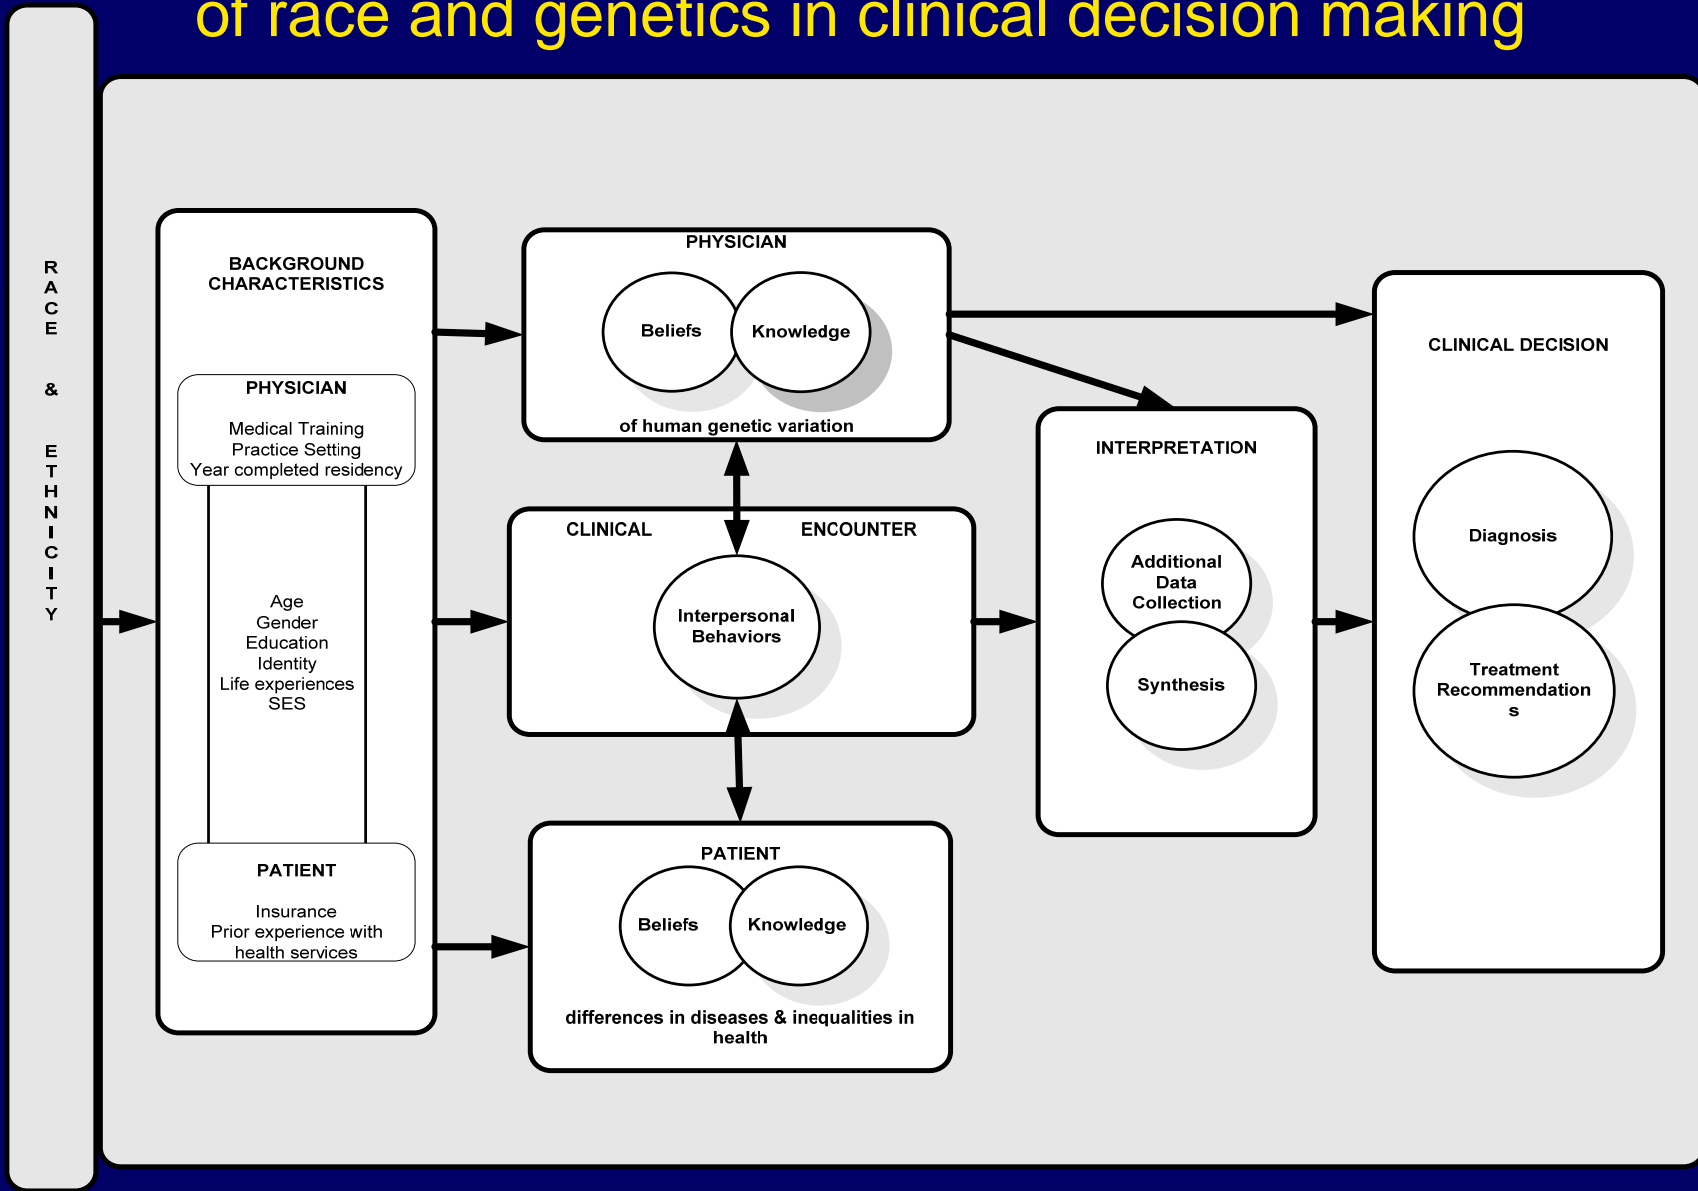 of race and genetics in clinical decision making
R
A
C
E
&
E
T
H
N
I
C
I
T
Y
BACKGROUND
CHARACTERISTICS
PHYSICIAN
Medical Training
Practice Setting
Year completed residency
Age
Gender
Education
Identity
Life experiences
SES
PATIENT
Insurance
Prior experience with
health services
PHYSICIAN
Beliefs
Knowledge
of human genetic variation
CLINICAL ENCOUNTER
Interpersonal
Behaviors
PATIENT
Beliefs
Knowledge
differences in diseases & inequalities in
health
INTERPRETATION
Additional
Data
Collection
Synthesis
CLINICAL DECISION
Diagnosis
Treatment
Recommendation
s